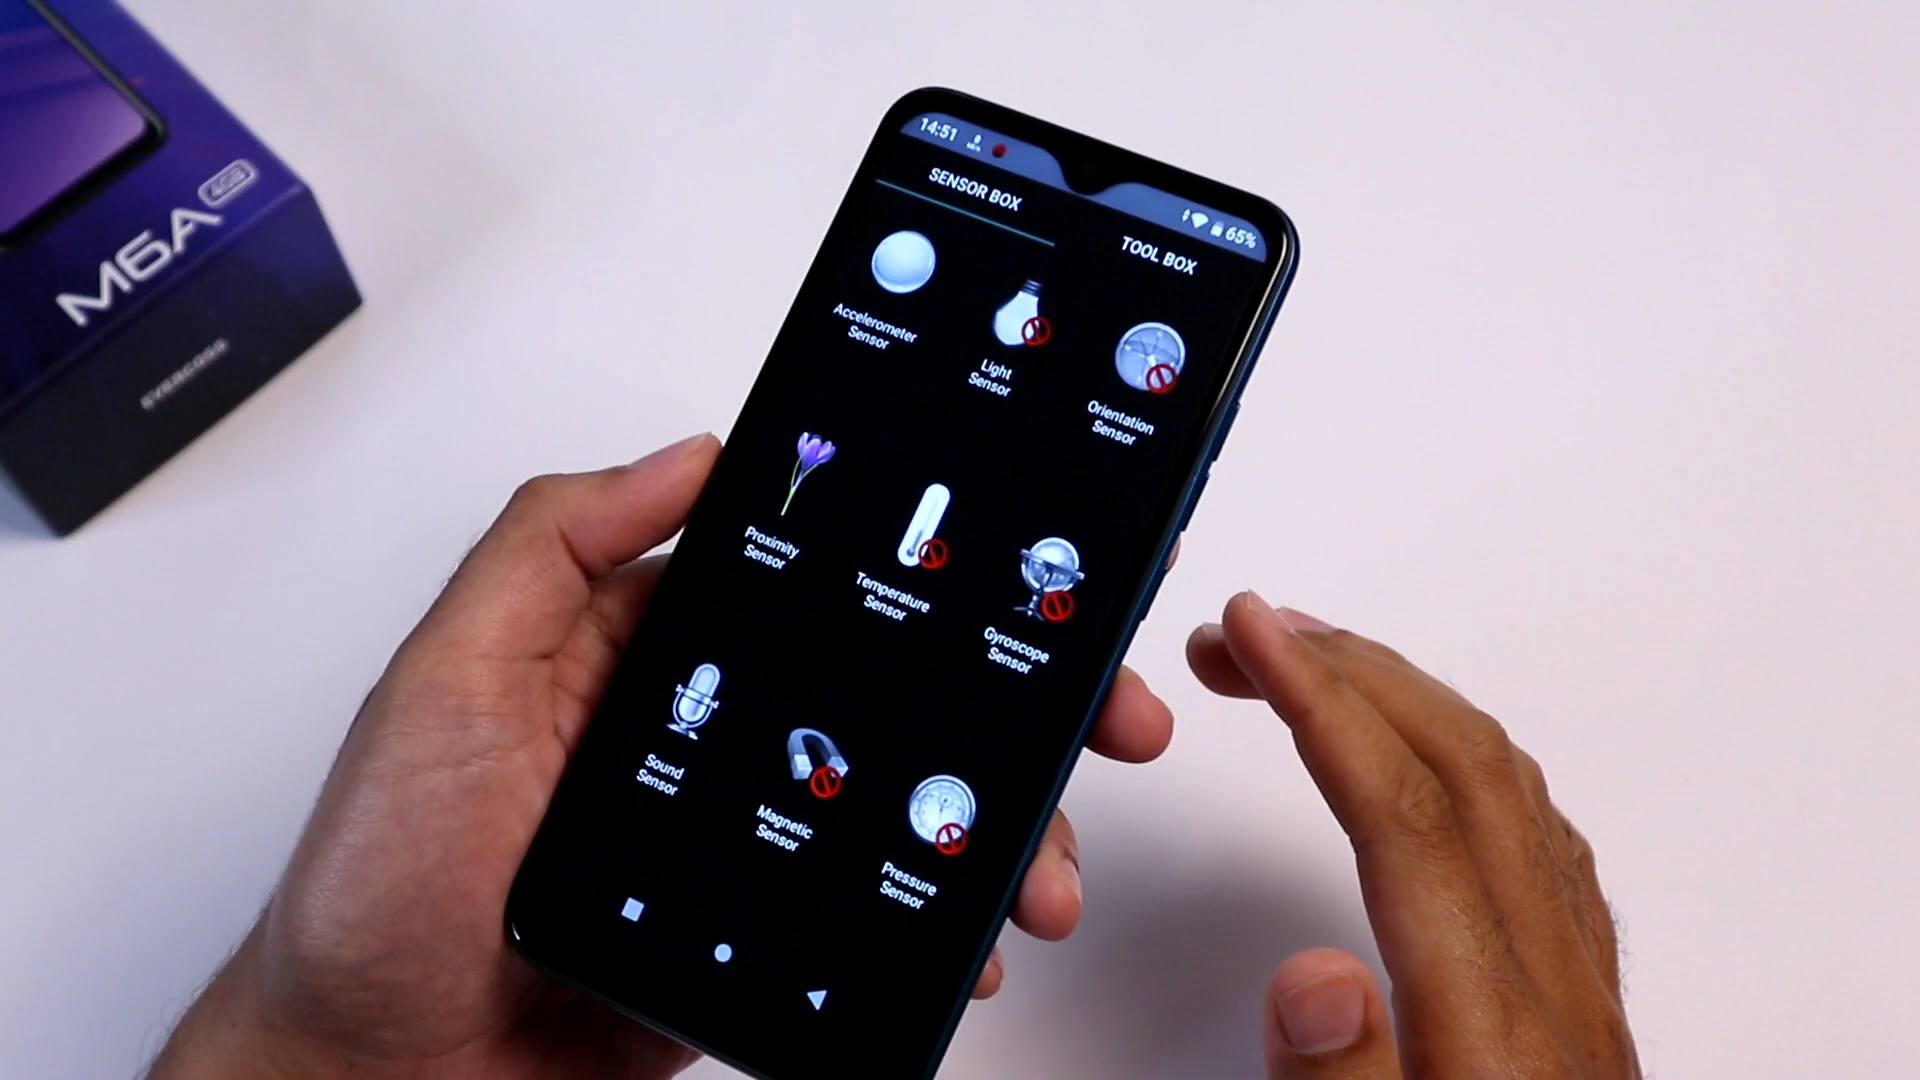 M6A 4GB
EVERCOSS
14:51
65%
SENSOR BOX
TOOL BOX
Accelerometer
Sensor
Light
Sensor
Orientation
Sensor
Proximity
Sensor
Temperature
Sensor
Gyroscope
Sensor
Sound
Sensor
Magnetic
Sensor
Pressure
Sensor